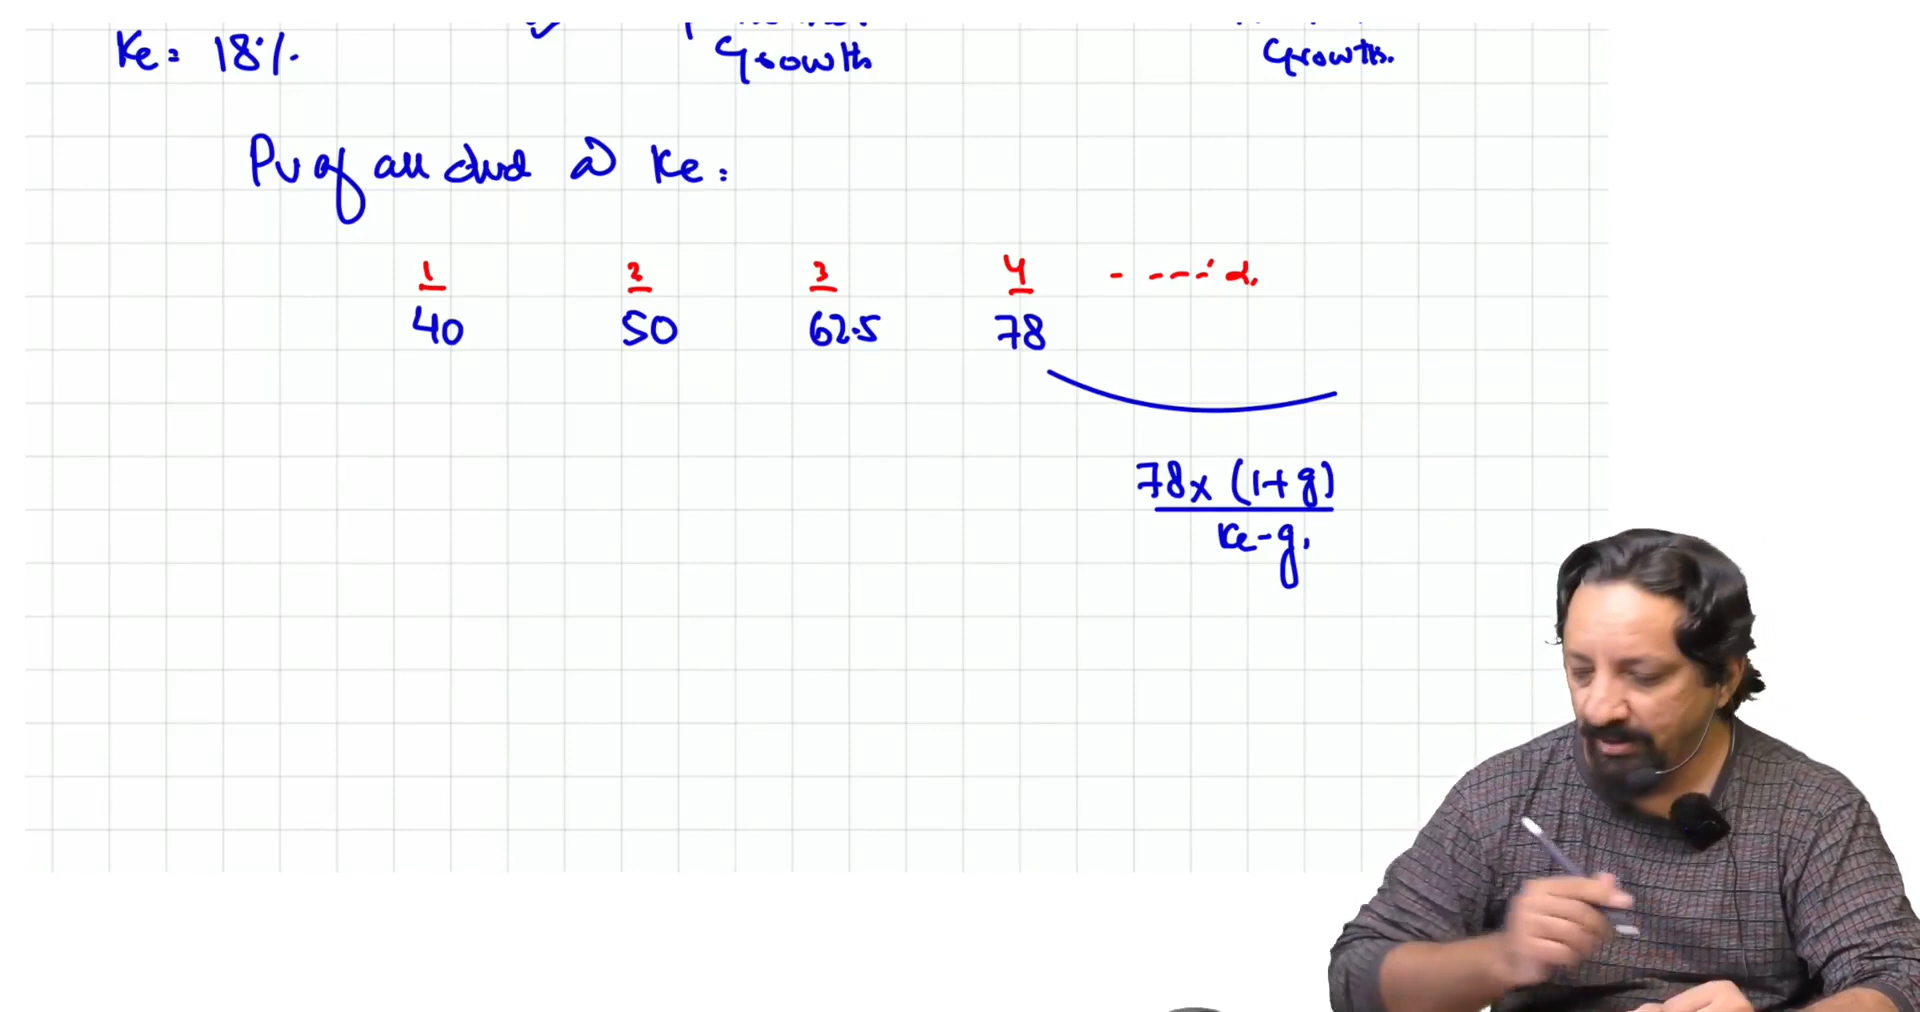 Ke = 18%
Growth
Growth.
PV of all divd @ Ke =
1 2 3 4 - ----- α.
40 50 62.5 78
78 x (1+g)
Ke-g.